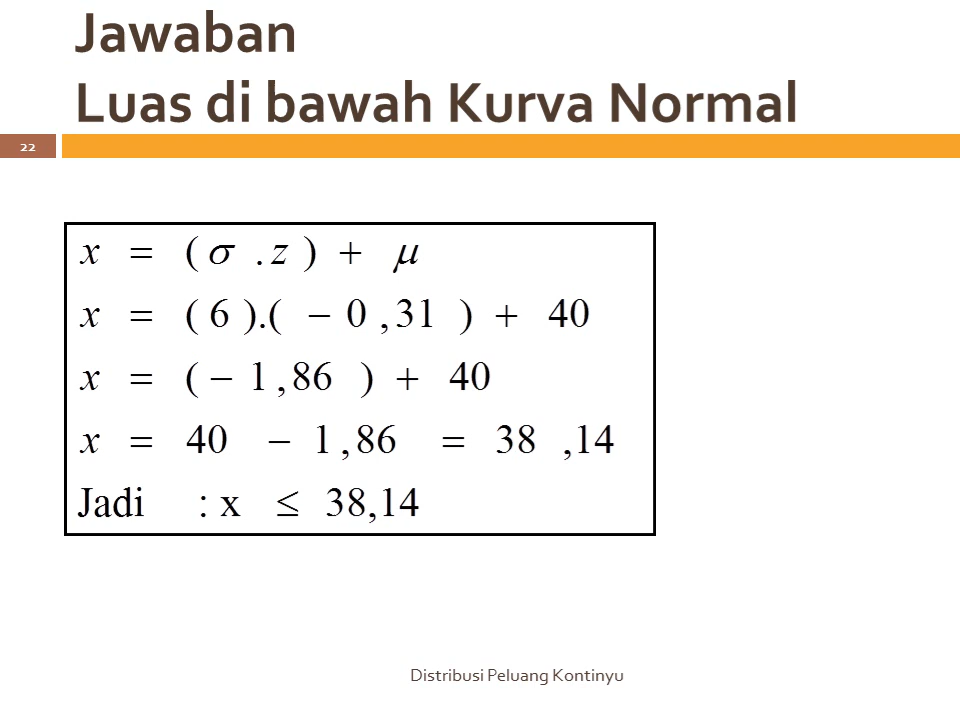 Jawaban
Luas di bawah Kurva Normal
22
x = ( σ . z ) + μ
x = ( 6 ).( − 0 , 31 ) + 40
x = ( − 1 , 86 ) + 40
x = 40 − 1 , 86 = 38 ,14
Jadi : x ≤ 38,14
Distribusi Peluang Kontinyu